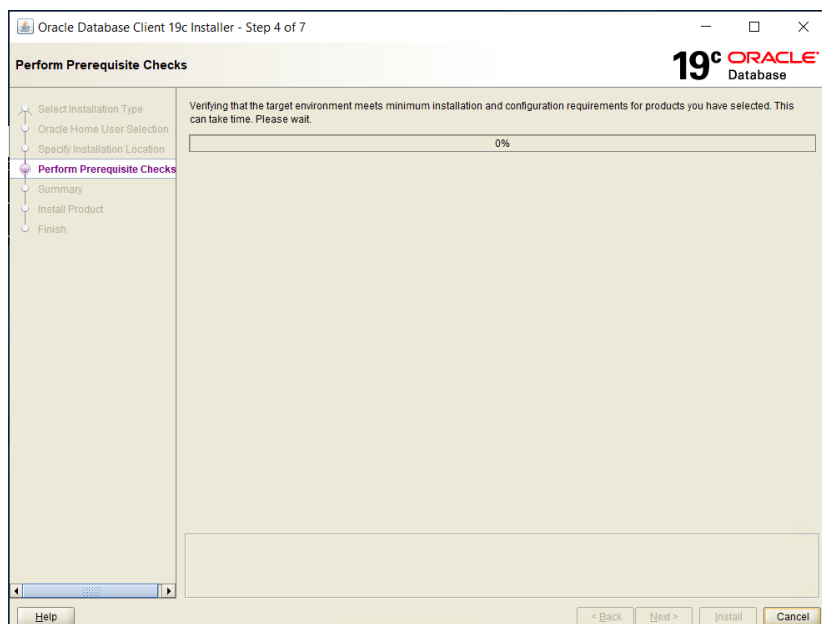 Oracle Database Client 19c Installer - Step 4 of 7
Perform Prerequisite Checks
19c ORACLE
Database
Select Installation Type
Oracle Home User Selection
Specify Installation Location
Perform Prerequisite Checks
Summary
Install Product
Finish
Verifying that the target environment meets minimum installation and configuration requirements for products you have selected. This
can take time. Please wait.
0%
Help
< Back
Next >
Install
Cancel